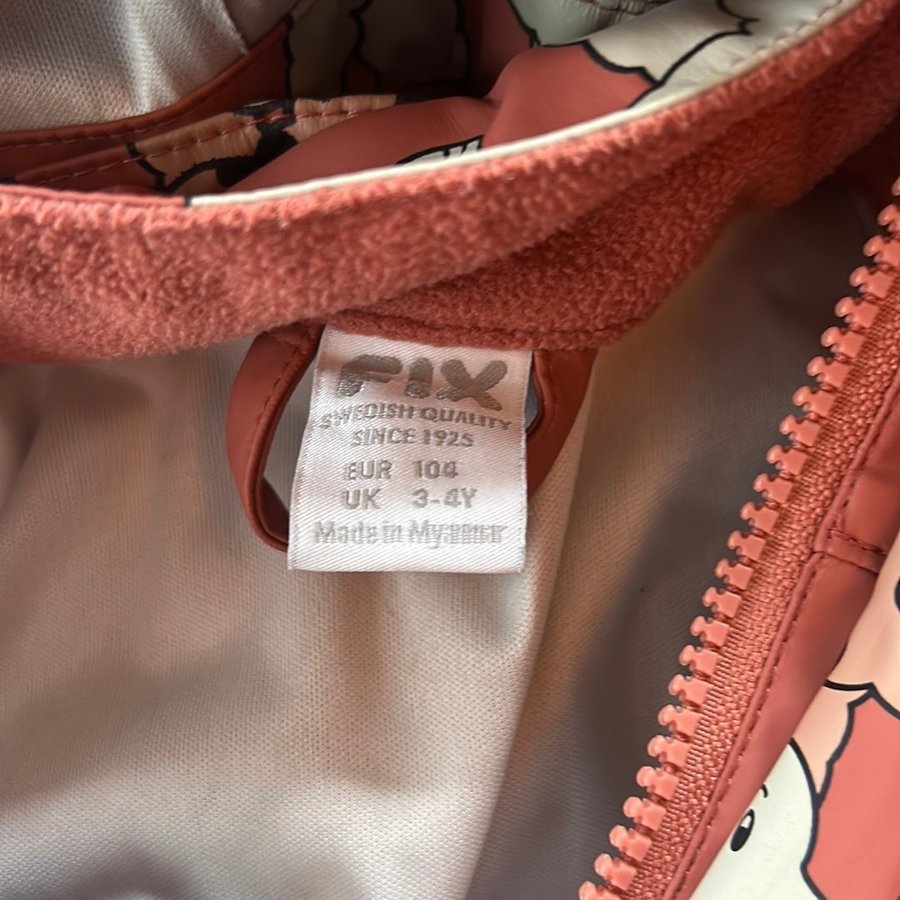 FIX
SWEDISH QUALITY
SINCE 1925
EUR 104
UK 3-4Y
Made in Myanmar